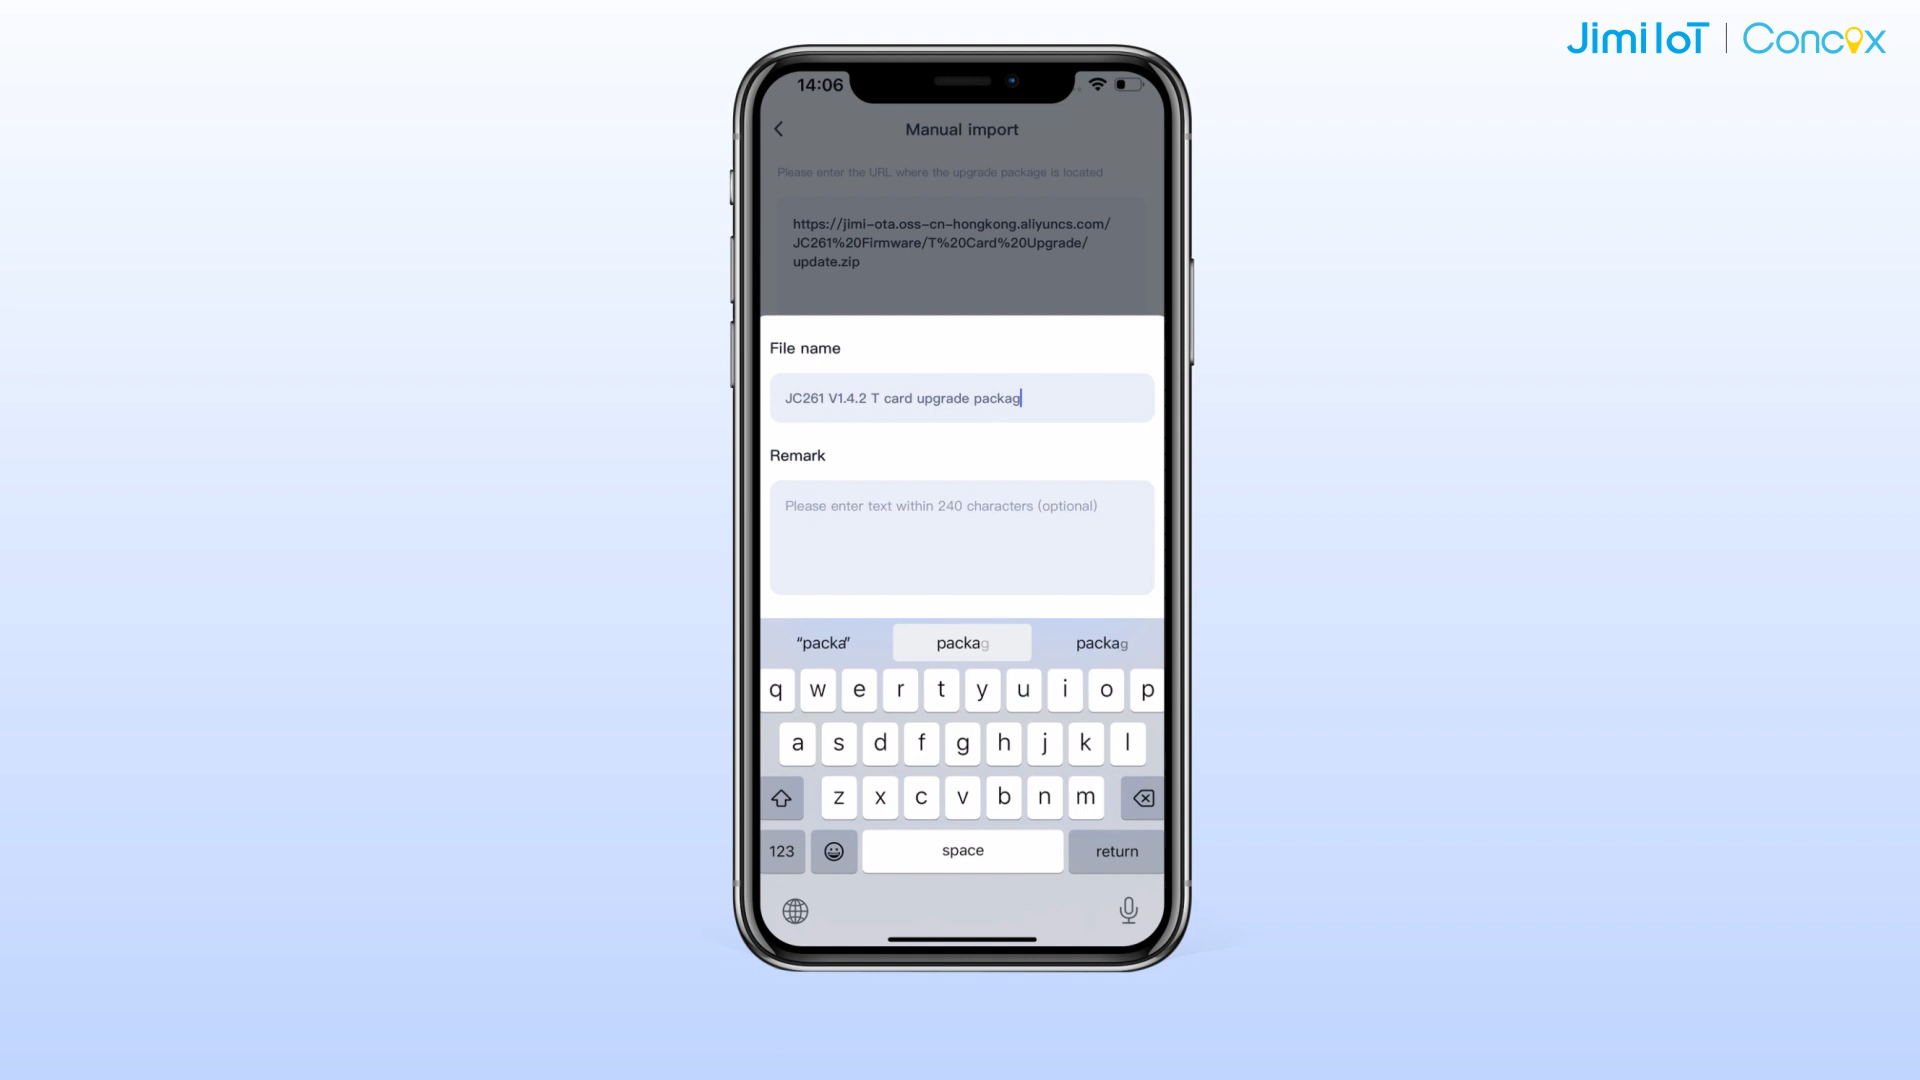 JimiIoT | Concox
14:06
Manual import
Please enter the URL where the upgrade package is located
https://jimi-ota.oss-cn-hongkong.aliyuncs.com/
JC261%20Firmware/T%20Card%20Upgrade/
update.zip
File name
JC261 V1.4.2 T card upgrade packag
Remark
Please enter text within 240 characters (optional)
“packa” packag packag
q w e r t y u i o p
a s d f g h j k l
z x c v b n m
123 space return